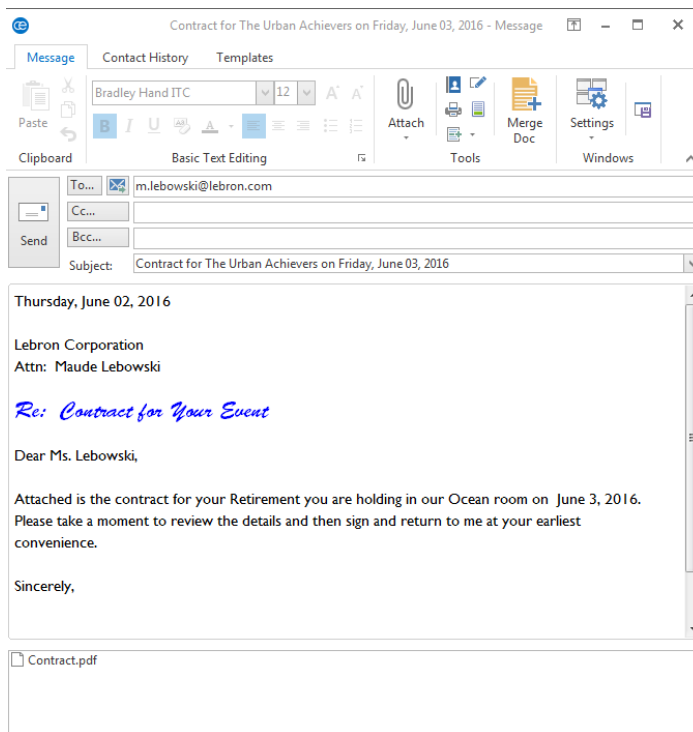 Contract for The Urban Achievers on Friday, June 03, 2016 - Message
Message Contact History Templates
Bradley Hand ITC 12 A A
Paste B I U A Attach Merge Doc Settings
Clipboard Basic Text Editing Tools Windows
To... m.lebowski@lebron.com
Cc...
Send Bcc...
Subject: Contract for The Urban Achievers on Friday, June 03, 2016
Thursday, June 02, 2016
Lebron Corporation
Attn: Maude Lebowski
Re: Contract for Your Event
Dear Ms. Lebowski,
Attached is the contract for your Retirement you are holding in our Ocean room on June 3, 2016.
Please take a moment to review the details and then sign and return to me at your earliest
convenience.
Sincerely,
Contract.pdf